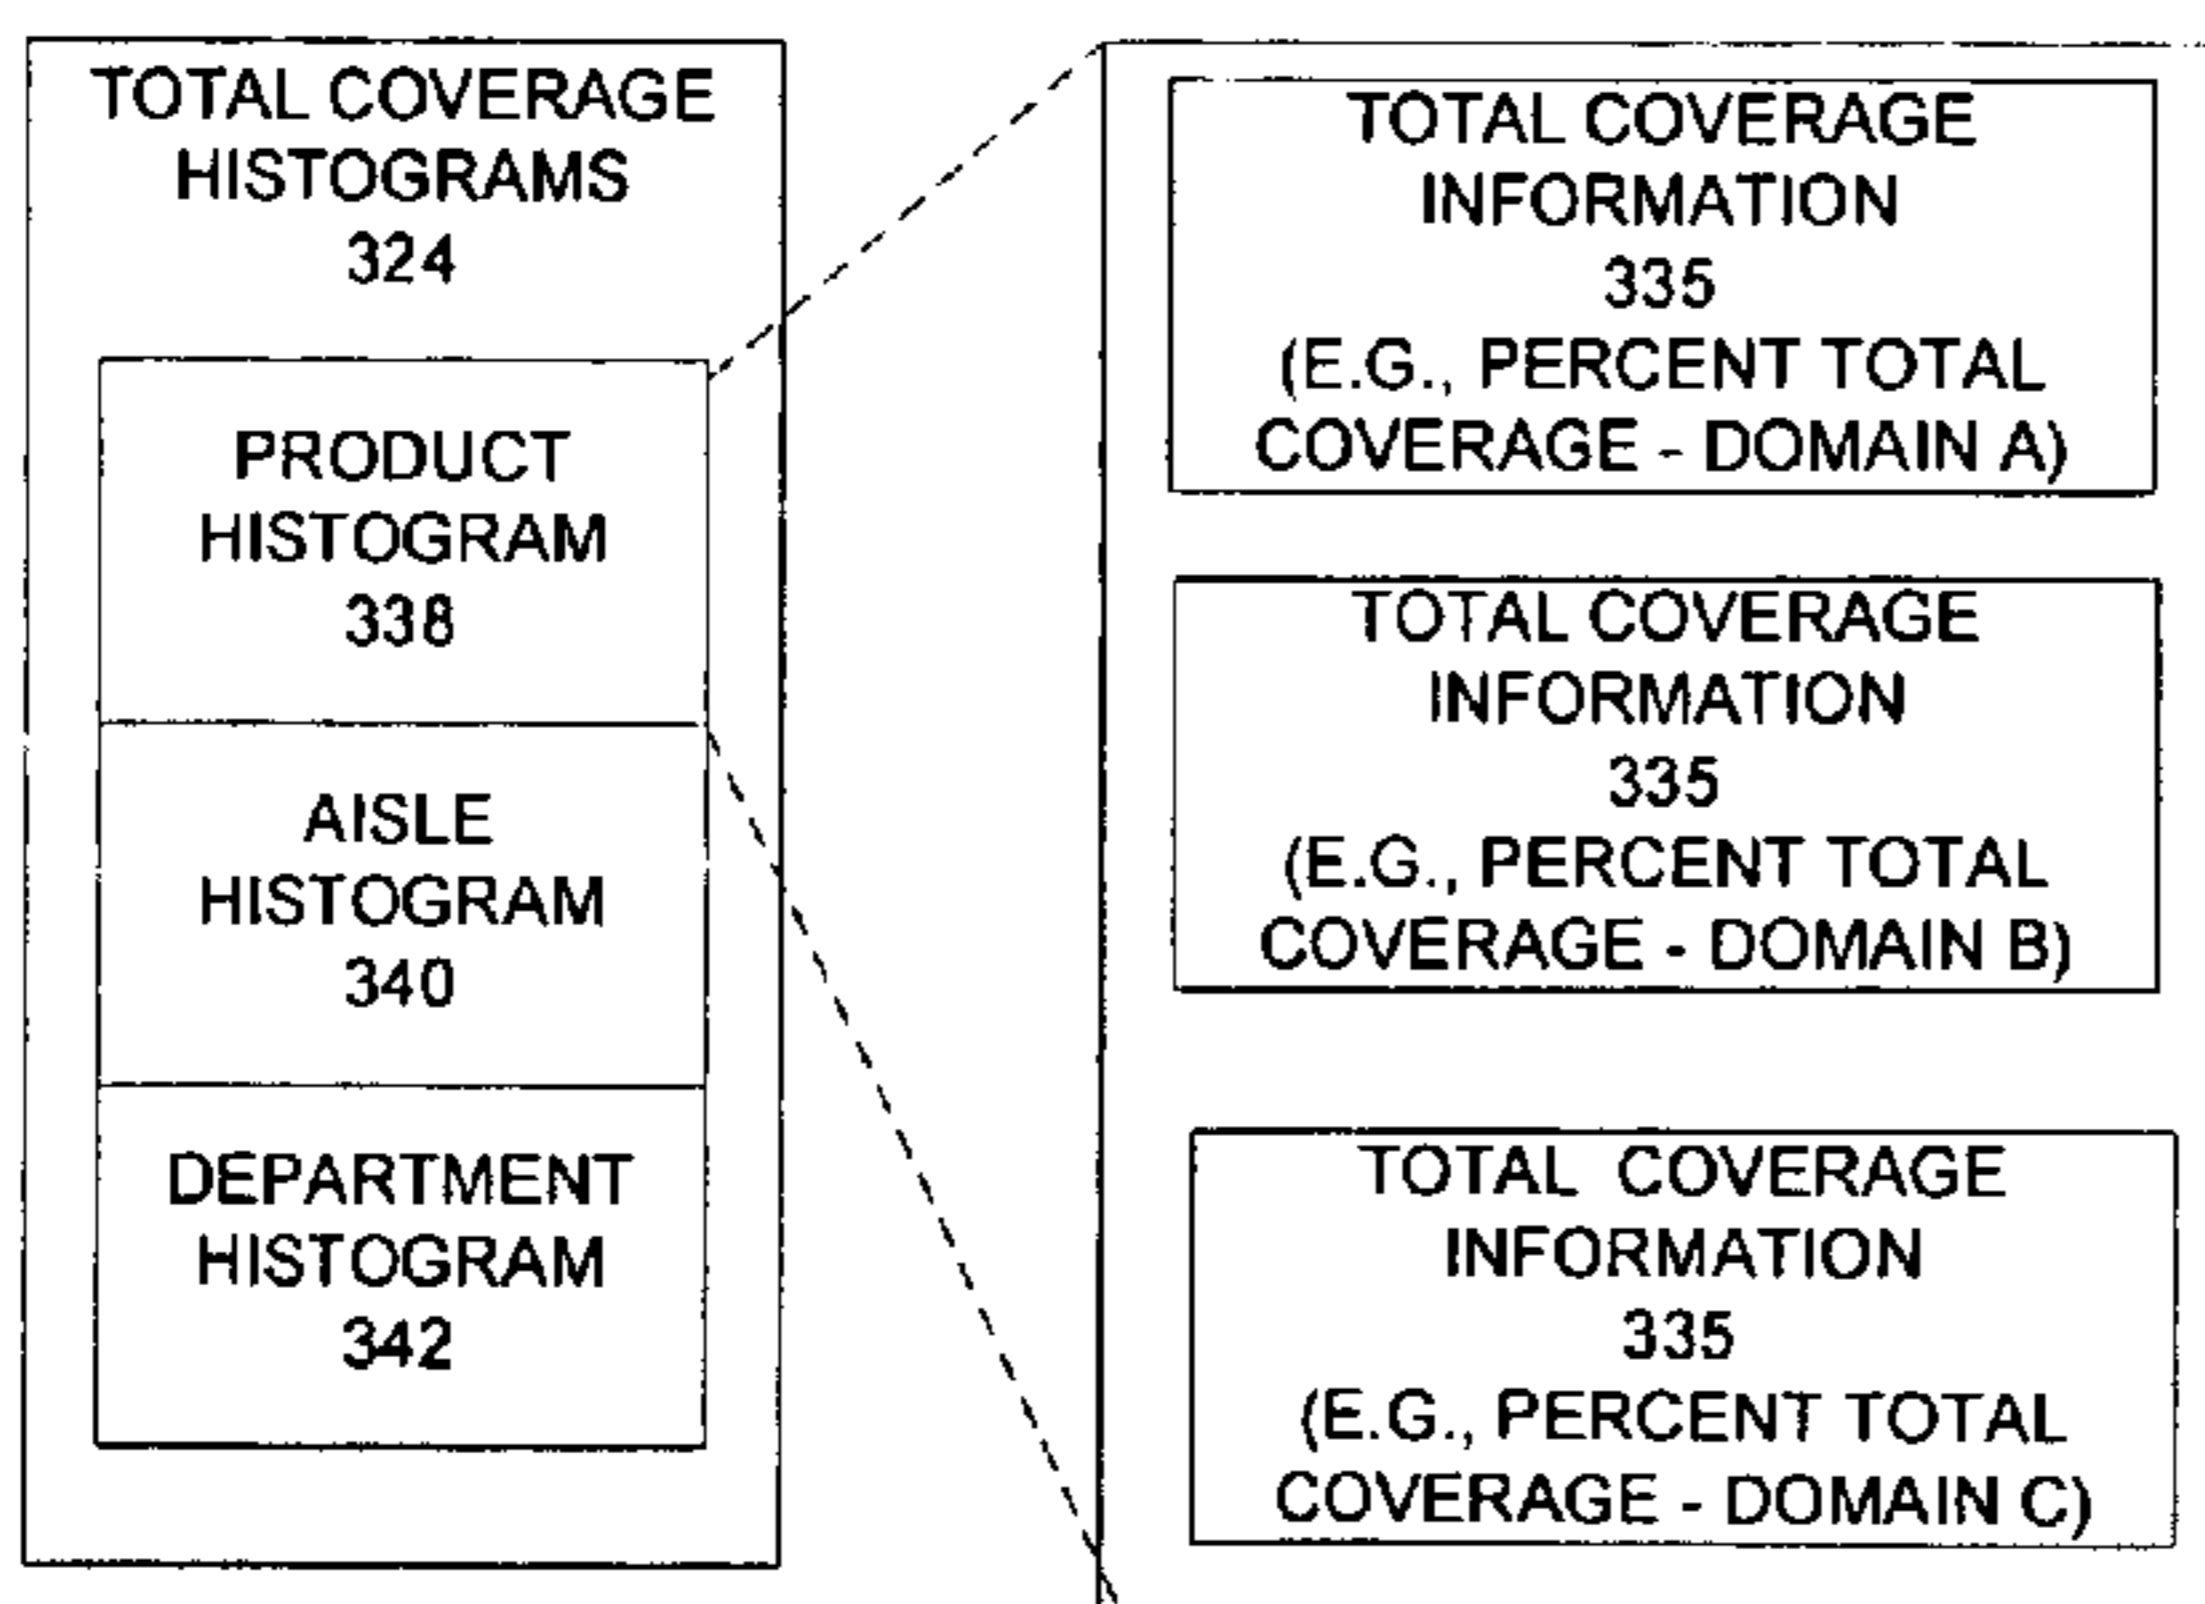 TOTAL COVERAGE
HISTOGRAMS
324
PRODUCT
HISTOGRAM
338
AISLE
HISTOGRAM
340
DEPARTMENT
HISTOGRAM
342
TOTAL COVERAGE
INFORMATION
335
(E.G., PERCENT TOTAL
COVERAGE - DOMAIN A)
TOTAL COVERAGE
INFORMATION
335
(E.G., PERCENT TOTAL
COVERAGE - DOMAIN B)
TOTAL COVERAGE
INFORMATION
335
(E.G., PERCENT TOTAL
COVERAGE - DOMAIN C)